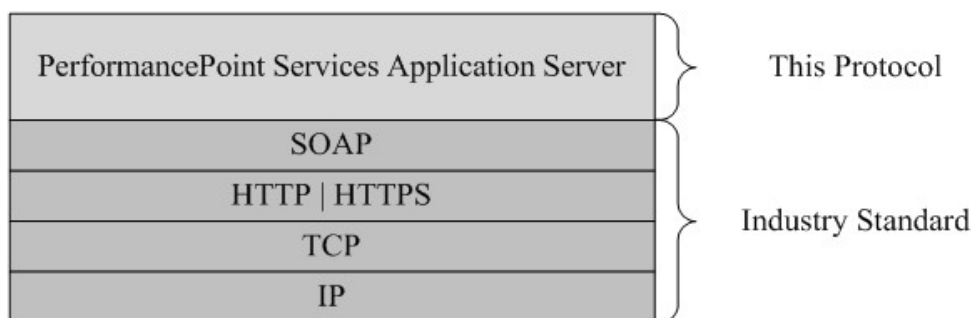 PerformancePoint Services Application Server
This Protocol
SOAP
HTTP | HTTPS
TCP
IP
Industry Standard